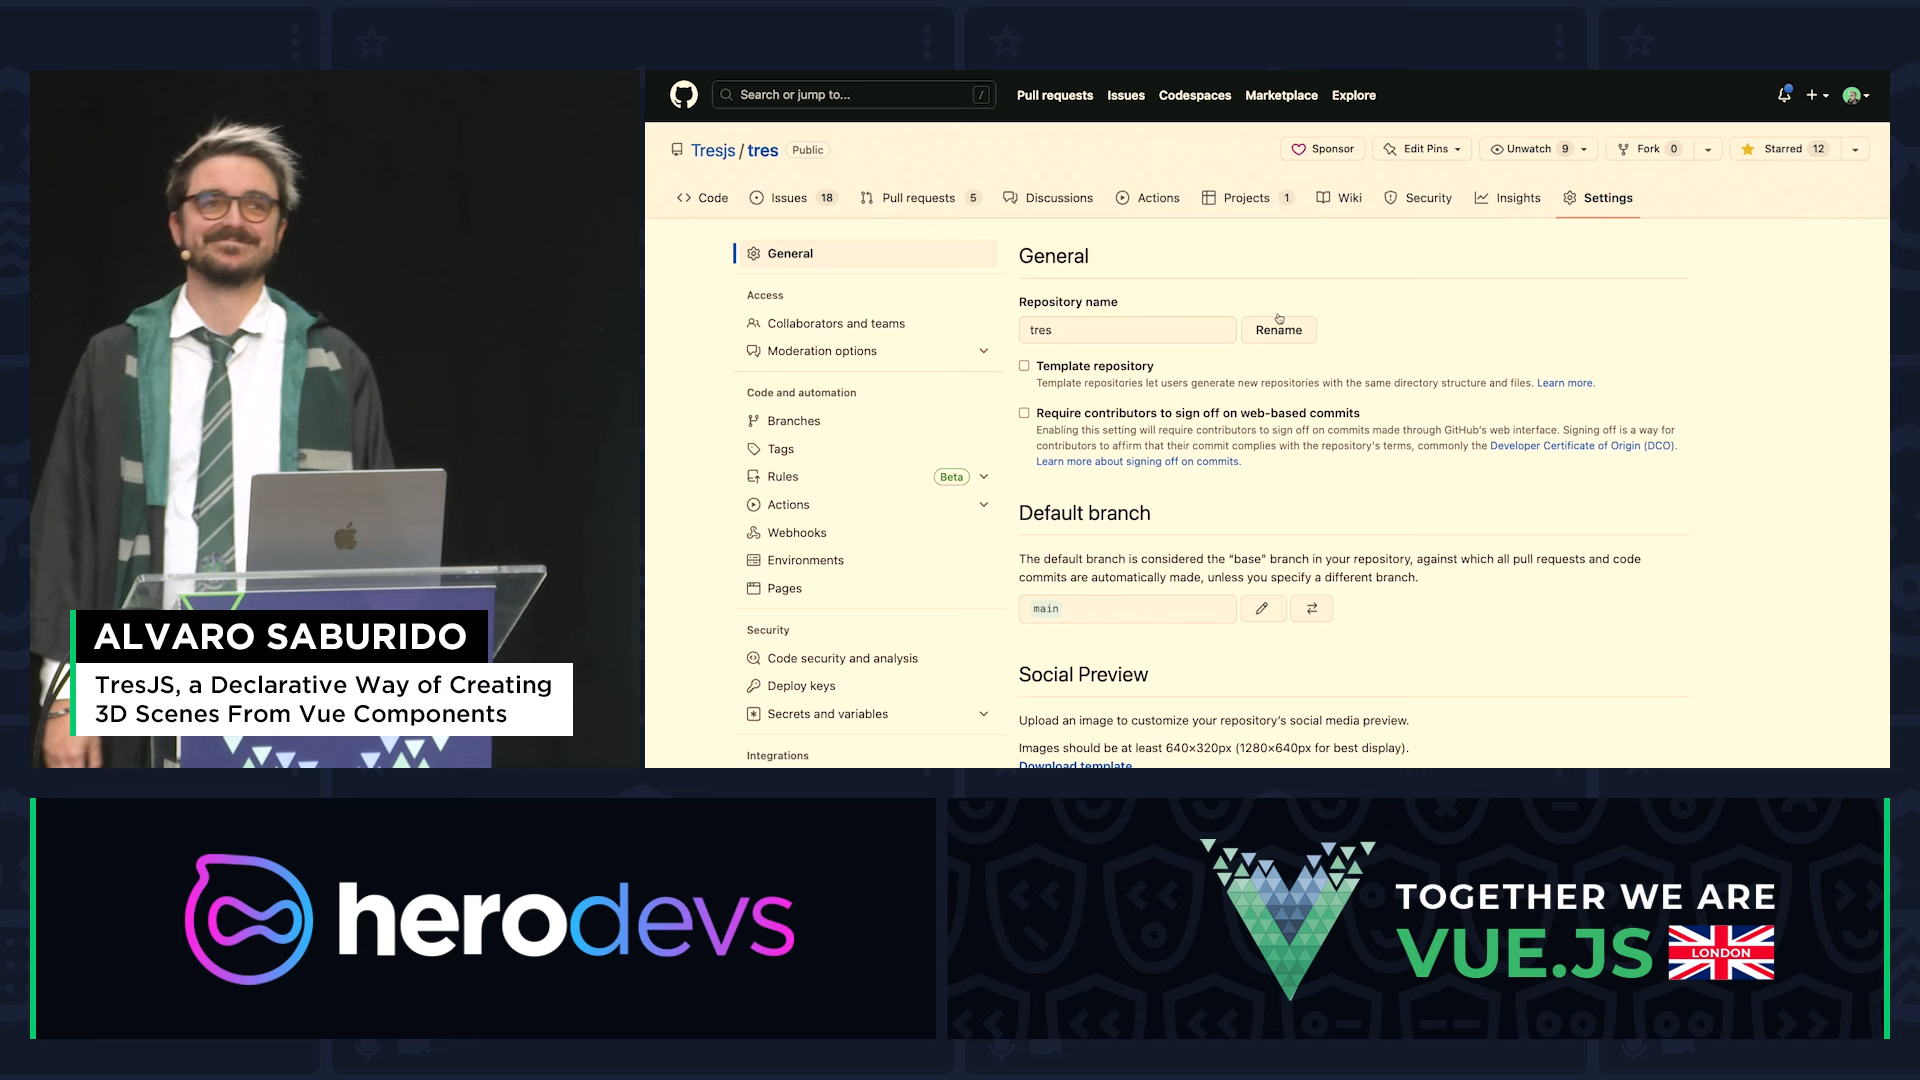 Search or jump to...
/
Pull requests
Issues
Codespaces
Marketplace
Explore
Tresjs / tres
Public
Sponsor
Edit Pins
Unwatch 9
Fork 0
Starred 12
Code
Issues 18
Pull requests 5
Discussions
Actions
Projects 1
Wiki
Security
Insights
Settings
General
Access
Collaborators and teams
Moderation options
Code and automation
Branches
Tags
Rules Beta
Actions
Webhooks
Environments
Pages
Security
Code security and analysis
Deploy keys
Secrets and variables
Integrations
General
Repository name
tres
Rename
Template repository
Template repositories let users generate new repositories with the same directory structure and files. Learn more.
Require contributors to sign off on web-based commits
Enabling this setting will require contributors to sign off on commits made through GitHub's web interface. Signing off is a way for
contributors to affirm that their commit complies with the repository's terms, commonly the Developer Certificate of Origin (DCO).
Learn more about signing off on commits.
Default branch
The default branch is considered the “base” branch in your repository, against which all pull requests and code
commits are automatically made, unless you specify a different branch.
main
Social Preview
Upload an image to customize your repository's social media preview.
Images should be at least 640×320px (1280×640px for best display).
Download template
ALVARO SABURIDO
TresJS, a Declarative Way of Creating
3D Scenes From Vue Components
herodevs
TOGETHER WE ARE
VUE.JS
LONDON